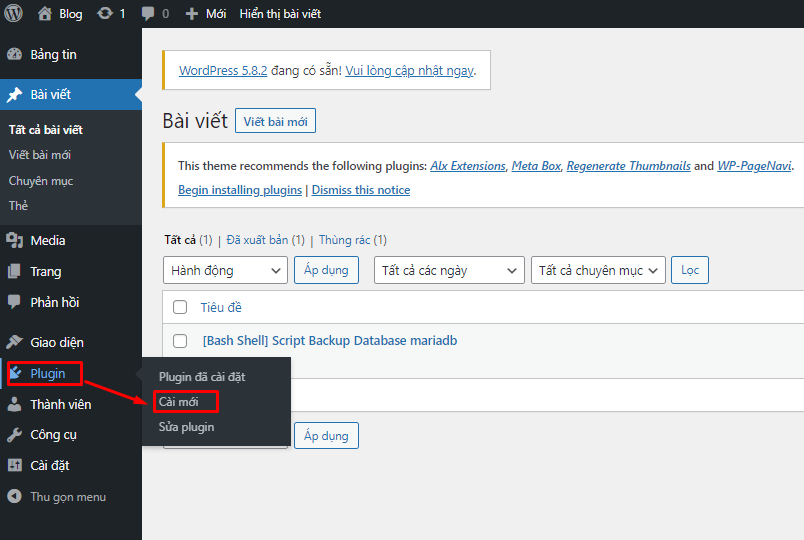 Blog 1 0 Mới Hiển thị bài viết
Bảng tin
Bài viết
Tất cả bài viết
Viết bài mới
Chuyên mục
Thẻ
Media
Trang
Phản hồi
Giao diện
Plugin
Thành viên
Công cụ
Cài đặt
Thu gọn menu
Plugin đã cài đặt
Cài mới
Sửa plugin
WordPress 5.8.2 đang có sẵn! Vui lòng cập nhật ngay.
Bài viết Viết bài mới
This theme recommends the following plugins: Alx Extensions, Meta Box, Regenerate Thumbnails and WP-PageNavi.
Begin installing plugins | Dismiss this notice
Tất cả (1) | Đã xuất bản (1) | Thùng rác (1)
Hành động Áp dụng Tất cả các ngày Tất cả chuyên mục Lọc
Tiêu đề
[Bash Shell] Script Backup Database mariadb
Áp dụng